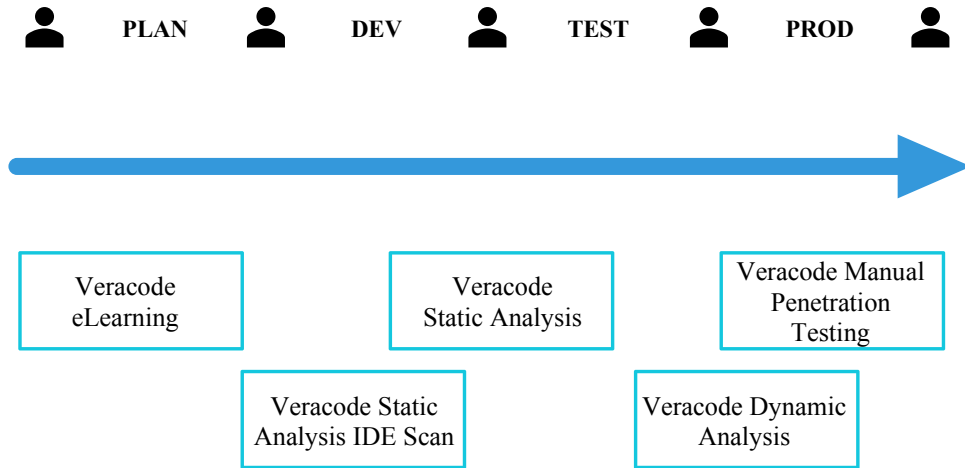 PLAN DEV TEST PROD
Veracode
eLearning
Veracode
Static Analysis
Veracode Manual
Penetration
Testing
Veracode Static
Analysis IDE Scan
Veracode Dynamic
Analysis